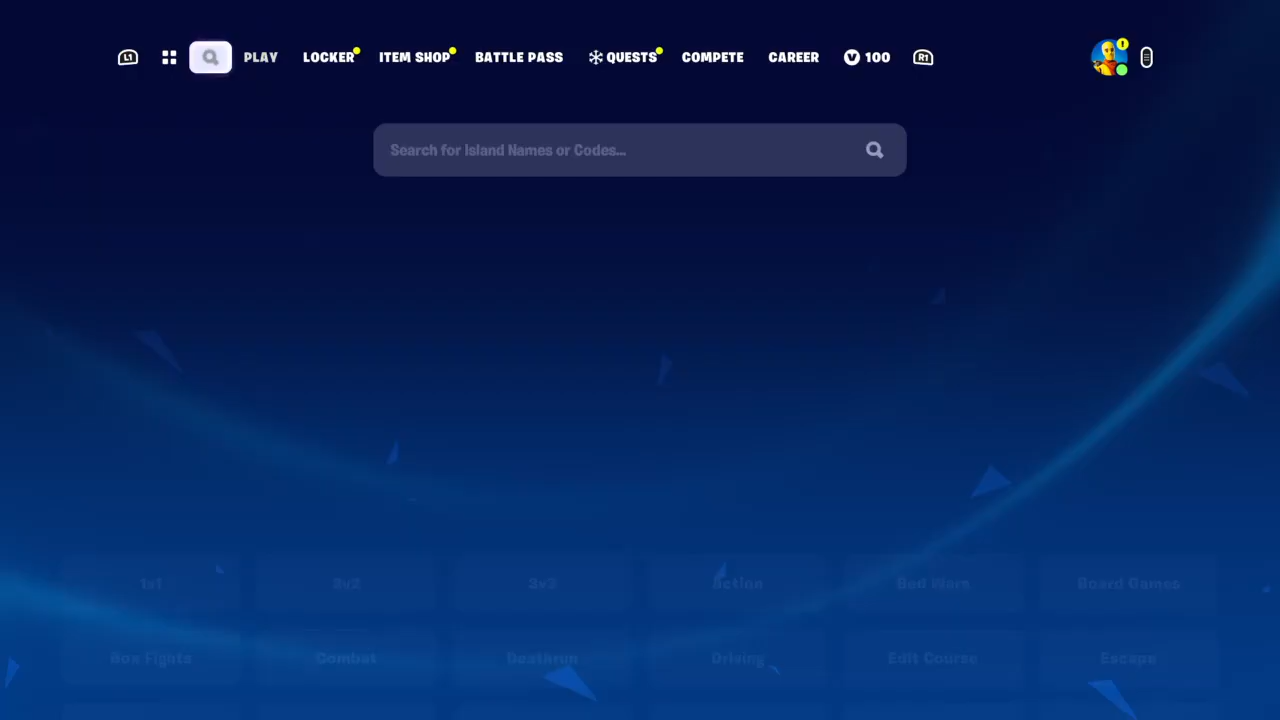 L1 PLAY LOCKER ITEM SHOP BATTLE PASS QUESTS COMPETE CAREER V 100 R1 !
Search for Island Names or Codes...
1v1 2v2 3v3 Action Bed Wars Board Games
Box Fights Combat Deathrun Driving Edit Course Escape